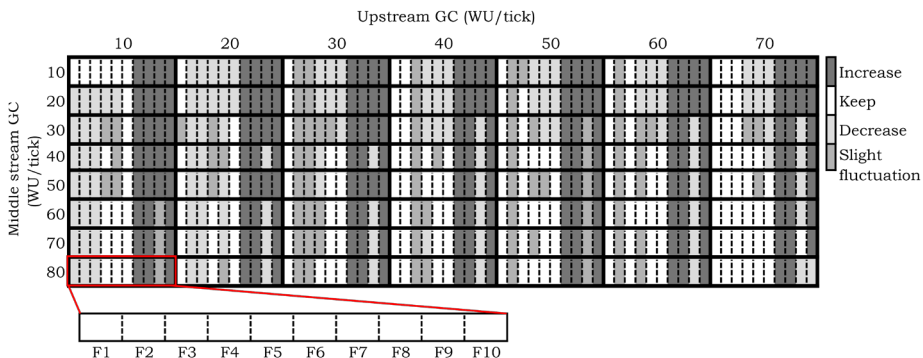 Upstream GC (WU/tick)
10 20 30 40 50 60 70
Middle stream GC
(WU/tick)
10
20
30
40
50
60
70
80
Increase
Keep
Decrease
Slight
fluctuation
F1 F2 F3 F4 F5 F6 F7 F8 F9 F10